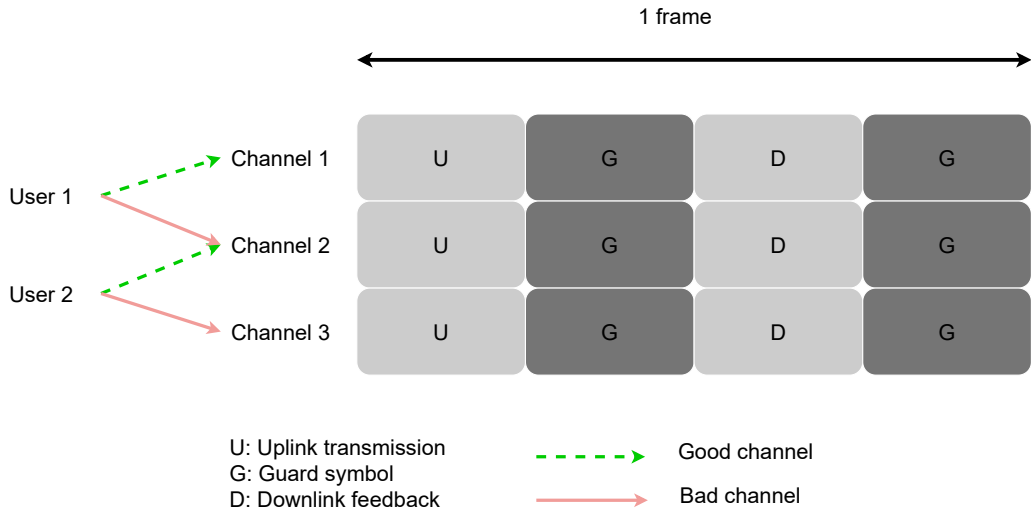 1 frame
User 1
User 2
Channel 1
Channel 2
Channel 3
U G D G
U G D G
U G D G
U: Uplink transmission
G: Guard symbol
D: Downlink feedback
Good channel
Bad channel